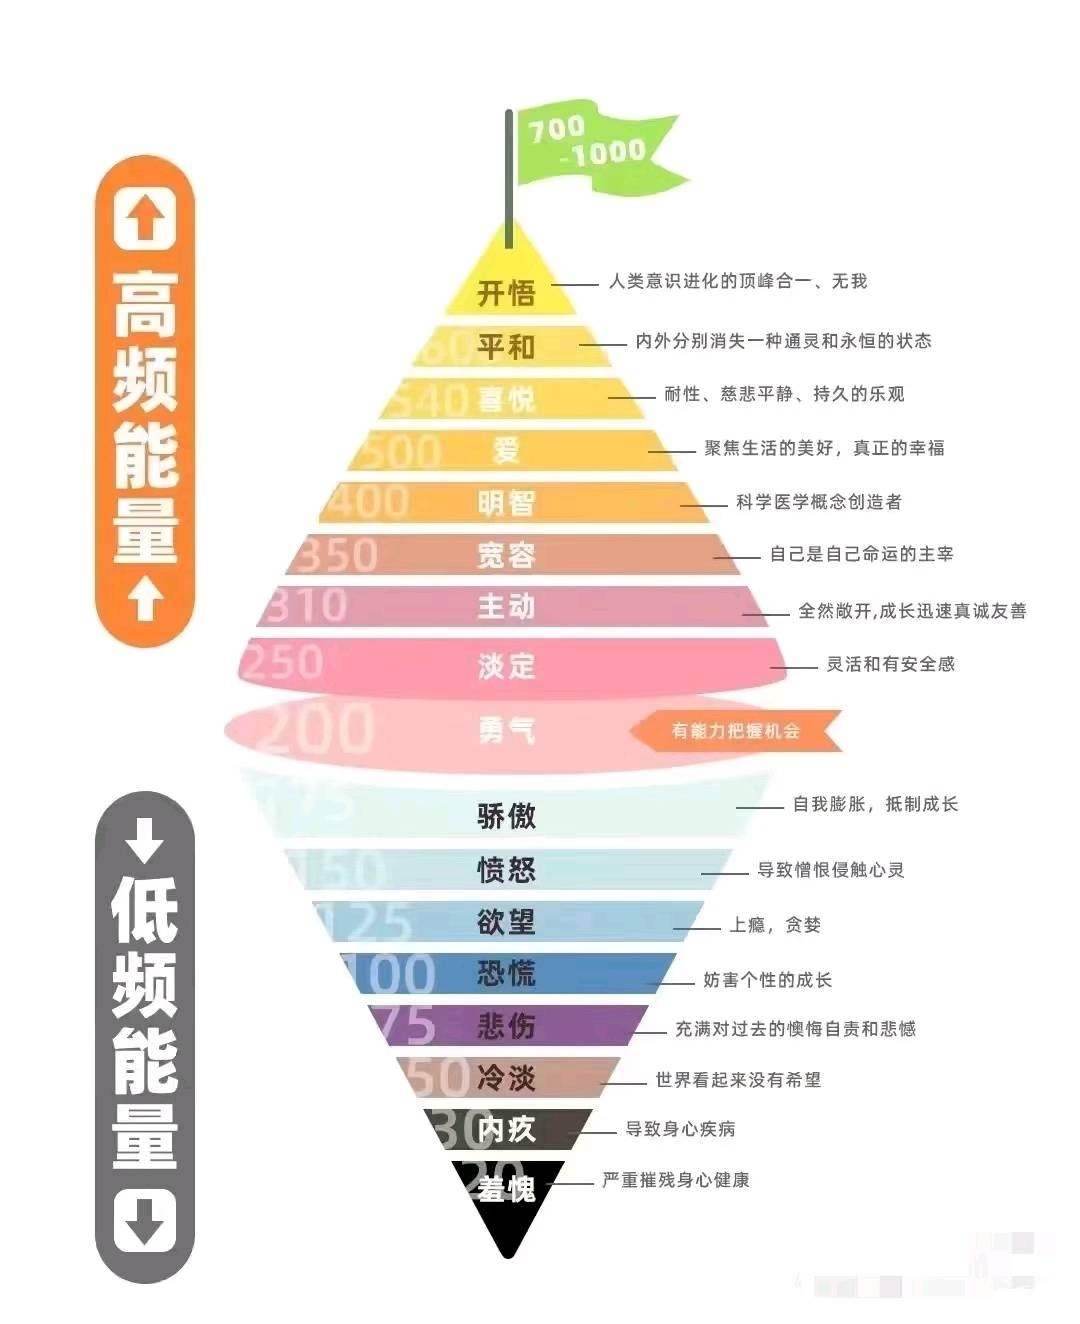 700
-1000
高频能量
开悟
人类意识进化的顶峰合一、无我
600 平和
内外分别消失一种通灵和永恒的状态
540 喜悦
耐性、慈悲平静、持久的乐观
500 爱
聚焦生活的美好，真正的幸福
400 明智
科学医学概念创造者
350 宽容
自己是自己命运的主宰
310 主动
全然敞开,成长迅速真诚友善
250 淡定
灵活和有安全感
200 勇气
有能力把握机会
低频能量
175 骄傲
自我膨胀，抵制成长
150 愤怒
导致憎恨侵触心灵
125 欲望
上瘾，贪婪
100 恐慌
妨害个性的成长
75 悲伤
充满对过去的懊悔自责和悲憾
50 冷淡
世界看起来没有希望
30 内疚
导致身心疾病
20 羞愧
严重摧残身心健康